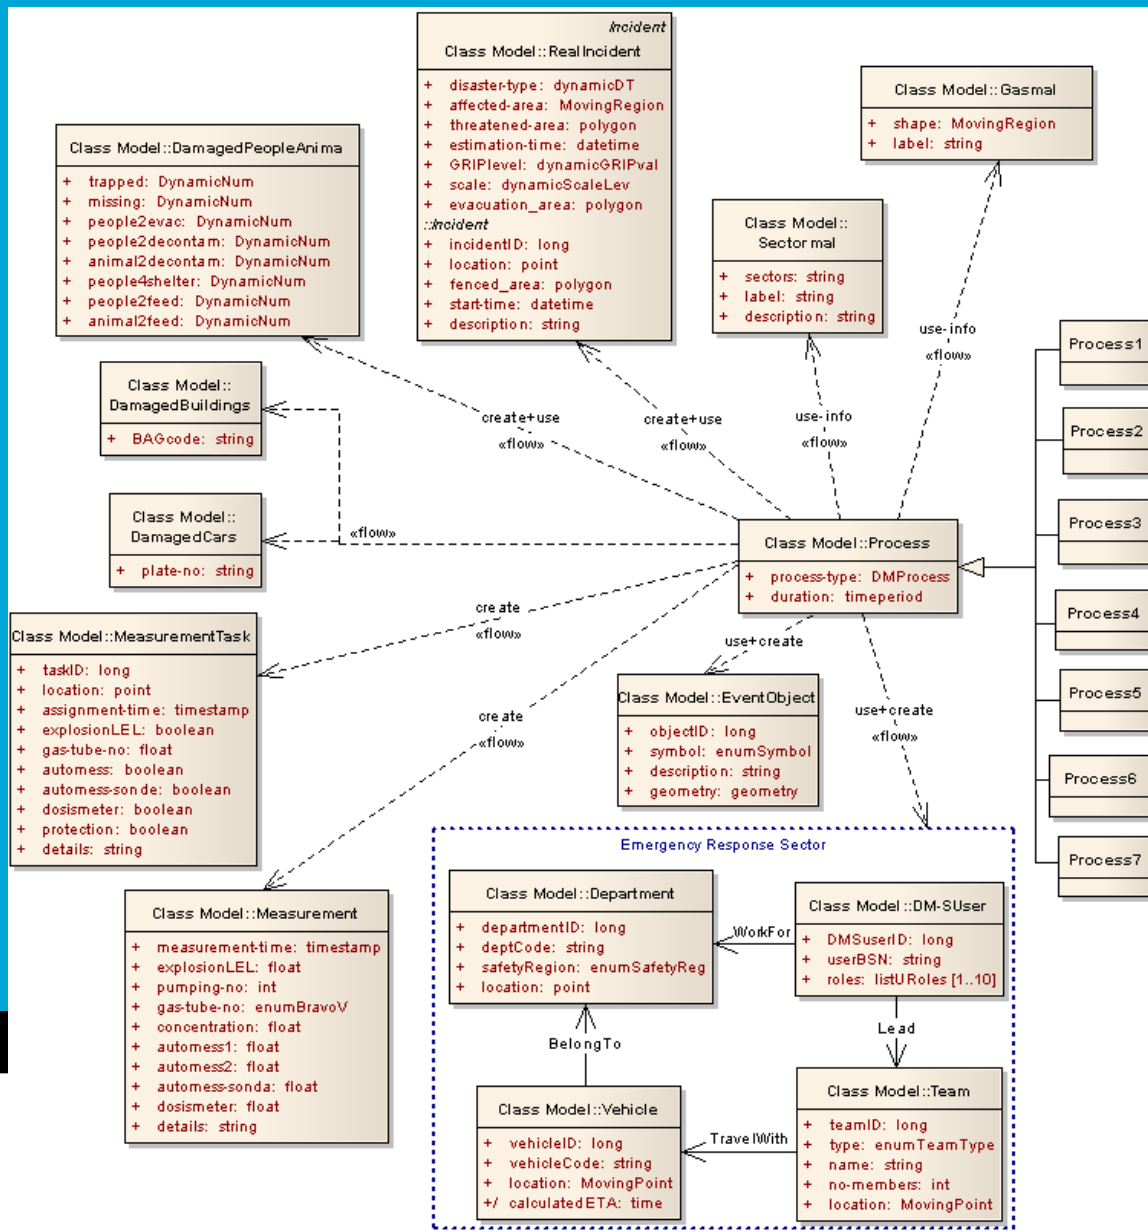 Incident
Class Model::RealIncident
+ disaster-type: dynamicDT
+ affected-area: MovingRegion
+ threatened-area: polygon
+ estimation-time: datetime
+ GRIPlevel: dynamicGRIPval
+ scale: dynamicScaleLev
+ evacuation_area: polygon
::Incident
+ incidentID: long
+ location: point
+ fenced_area: polygon
+ start-time: datetime
+ description: string
Class Model::Gasmal
+ shape: MovingRegion
+ label: string
Class Model::DamagedPeopleAnima
+ trapped: DynamicNum
+ missing: DynamicNum
+ people2evac: DynamicNum
+ people2decontam: DynamicNum
+ animal2decontam: DynamicNum
+ people4shelter: DynamicNum
+ people2feed: DynamicNum
+ animal2feed: DynamicNum
Class Model::
Sectormal
+ sectors: string
+ label: string
+ description: string
use-info
«flow»
Process1
Class Model::
DamagedBuildings
+ BAGcode: string
create+use
«flow»
create+use
«flow»
use-info
«flow»
Process2
Class Model::
DamagedCars
+ plate-no: string
«flow»
Class Model::Process
+ process-type: DMProcess
+ duration: timeperiod
Process3
Process4
create
«flow»
use+create
Class Model::MeasurementTask
+ taskID: long
+ location: point
+ assignment-time: timestamp
+ explosionLEL: boolean
+ gas-tube-no: float
+ automess: boolean
+ automess-sonde: boolean
+ dosismeter: boolean
+ protection: boolean
+ details: string
create
«flow»
Class Model::EventObject
+ objectID: long
+ symbol: enumSymbol
+ description: string
+ geometry: geometry
use+create
«flow»
Process5
Process6
Process7
Emergency Response Sector
Class Model::Measurement
+ measurement-time: timestamp
+ explosionLEL: float
+ pumping-no: int
+ gas-tube-no: enumBravoV
+ concentration: float
+ automess1: float
+ automess2: float
+ automess-sonda: float
+ dosismeter: float
+ details: string
Class Model::Department
+ departmentID: long
+ deptCode: string
+ safetyRegion: enumSafetyReg
+ location: point
WorkFor
Class Model::DM-SUser
+ DMSuserID: long
+ userBSN: string
+ roles: listURoles [1..10]
BelongTo
Lead
Class Model::Vehicle
+ vehicleID: long
+ vehicleCode: string
+ location: MovingPoint
+/ calculatedETA: time
TravelWith
Class Model::Team
+ teamID: long
+ type: enumTeamType
+ name: string
+ no-members: int
+ location: MovingPoint